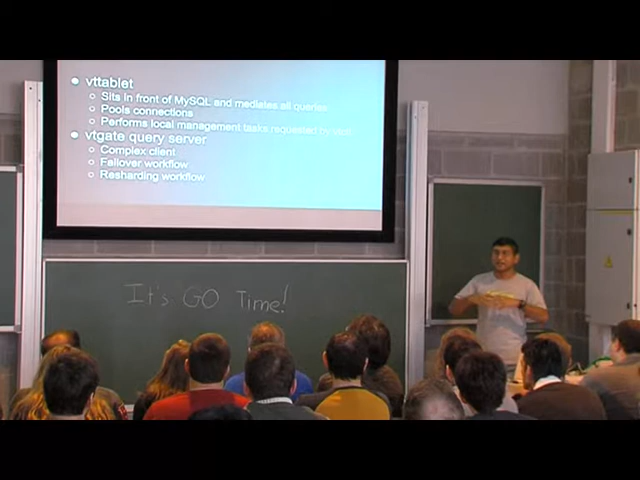 vttablet
Sits in front of MySQL and mediates all queries
Pools connections
Performs local management tasks requested by
vtgate query server
Complex client
Failover workflow
Resharding workflow
It's GO Time!